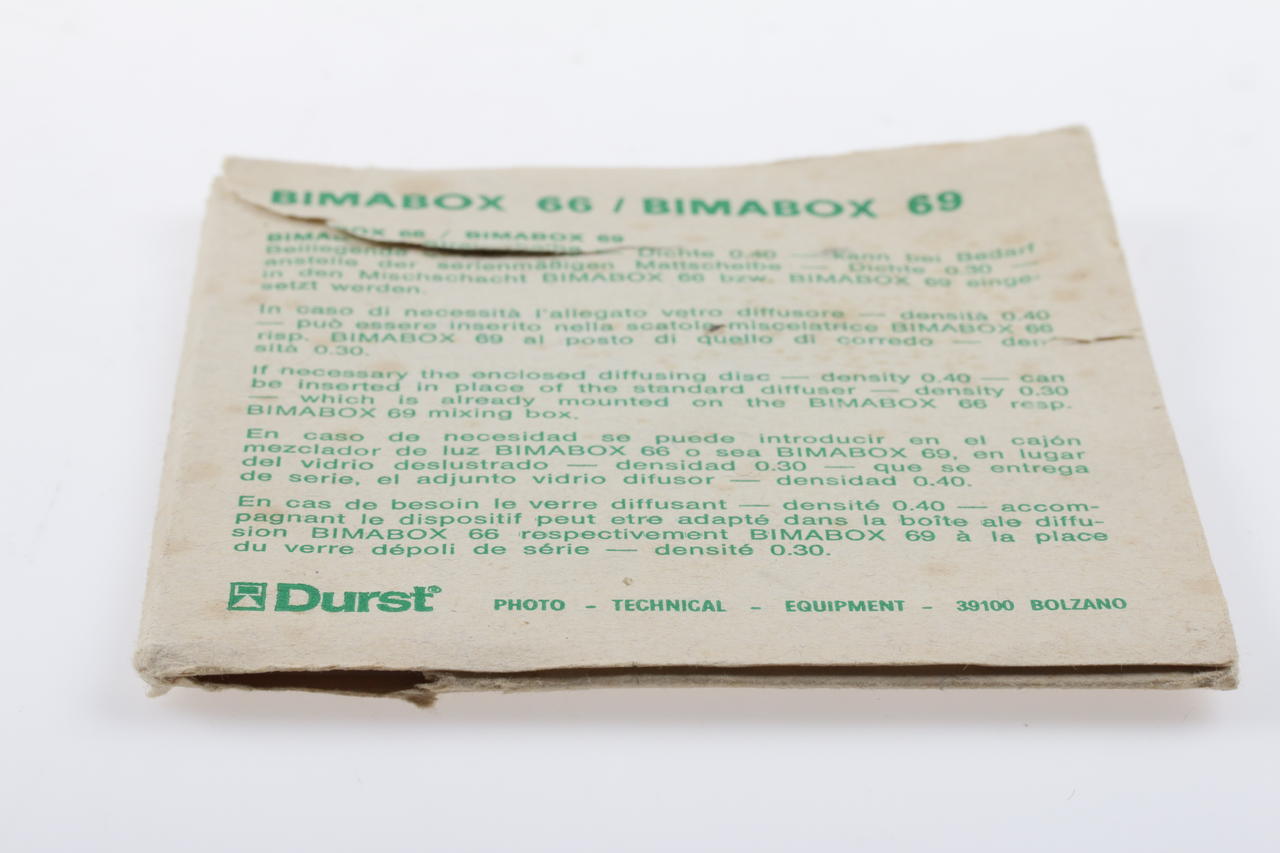 BIMABOX 66 / BIMABOX 69
BIMABOX 66 / BIMABOX 69
Beiliegende Dichte 0.40 — kann bei Bedarf
anstelle der serienmäßigen Mattscheibe — Dichte 0.30 —
in den Mischschacht BIMABOX 66 bzw. BIMABOX 69 einge-
setzt werden.
In caso di necessità l'allegato vetro diffusore — densità 0.40
— può essere inserito nella scatola miscelatrice BIMABOX 66
risp. BIMABOX 69 al posto di quello di corredo — den-
sità 0.30.
If necessary the enclosed diffusing disc — density 0.40 — can
be inserted in place of the standard diffuser — density 0.30
— which is already mounted on the BIMABOX 66 resp.
BIMABOX 69 mixing box.
En caso de necesidad se puede introducir en el cajón
mezclador de luz BIMABOX 66 o sea BIMABOX 69, en lugar
del vidrio deslustrado — densidad 0.30 — que se entrega
de serie, el adjunto vidrio difusor — densidad 0.40.
En cas de besoin le verre diffusant — densité 0.40 — accom-
pagnant le dispositif peut etre adapté dans la boîte ale diffu-
sion BIMABOX 66 respectivement BIMABOX 69 à la place
du verre dépoli de série — densité 0.30.
Durst® PHOTO - TECHNICAL - EQUIPMENT - 39100 BOLZANO